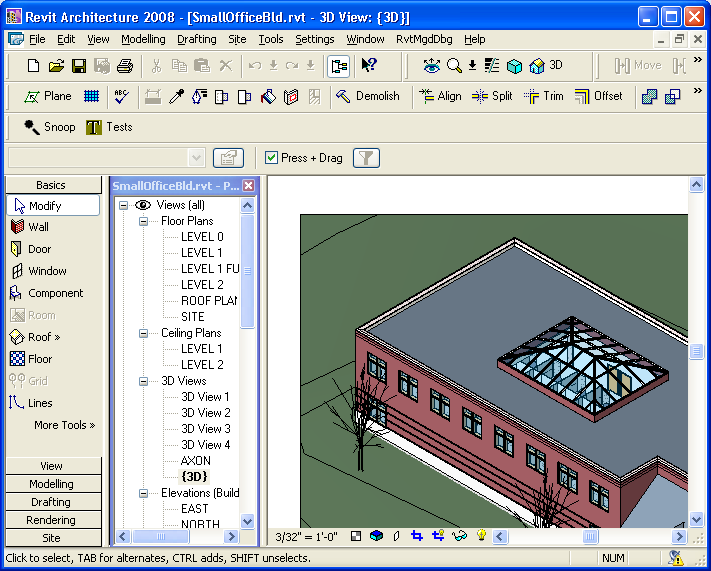 Revit Architecture 2008 - [SmallOfficeBld.rvt - 3D View: {3D}]
File Edit View Modelling Drafting Site Tools Settings Window RvtMgdDbg Help
3D Move »
Plane Demolish Align Split Trim Offset »
Snoop Tests
Press + Drag
Basics
Modify
Wall
Door
Window
Component
Room
Roof »
Floor
Grid
Lines
More Tools »
View
Modelling
Drafting
Rendering
Site
SmallOfficeBld.rvt - P...
Views (all)
Floor Plans
LEVEL 0
LEVEL 1
LEVEL 1 FU
LEVEL 2
ROOF PLAN
SITE
Ceiling Plans
LEVEL 1
LEVEL 2
3D Views
3D View 1
3D View 2
3D View 3
3D View 4
AXON
{3D}
Elevations (Build
EAST
NORTH
3/32" = 1'-0"
Click to select, TAB for alternates, CTRL adds, SHIFT unselects.
NUM